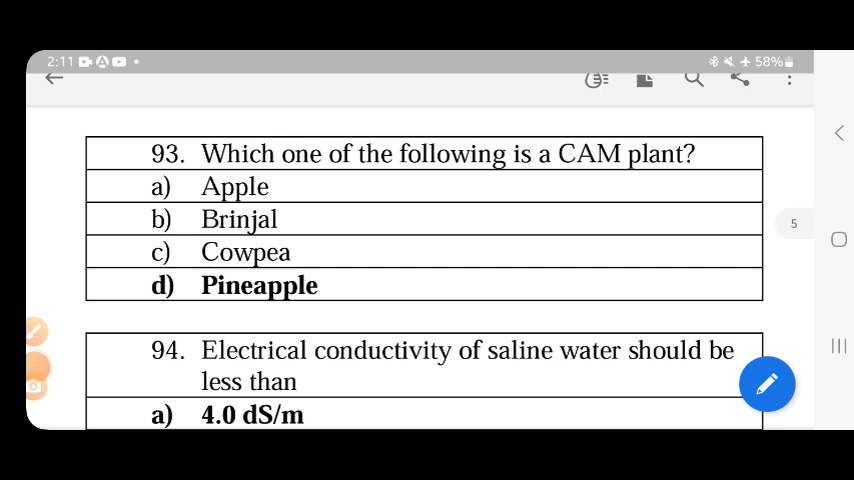 2:11 58%
93. Which one of the following is a CAM plant?
a) Apple
b) Brinjal
c) Cowpea
d) Pineapple
5
94. Electrical conductivity of saline water should be
less than
a) 4.0 dS/m